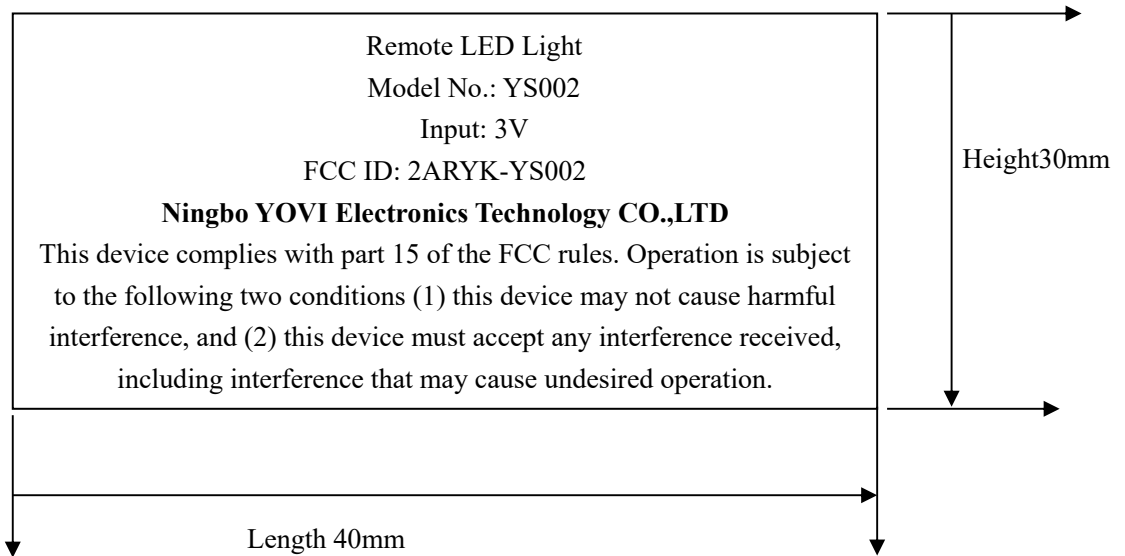 Remote LED Light
Model No.: YS002
Input: 3V
FCC ID: 2ARYK-YS002
Ningbo YOVI Electronics Technology CO.,LTD
This device complies with part 15 of the FCC rules. Operation is subject
to the following two conditions (1) this device may not cause harmful
interference, and (2) this device must accept any interference received,
including interference that may cause undesired operation.
Height30mm
Length 40mm